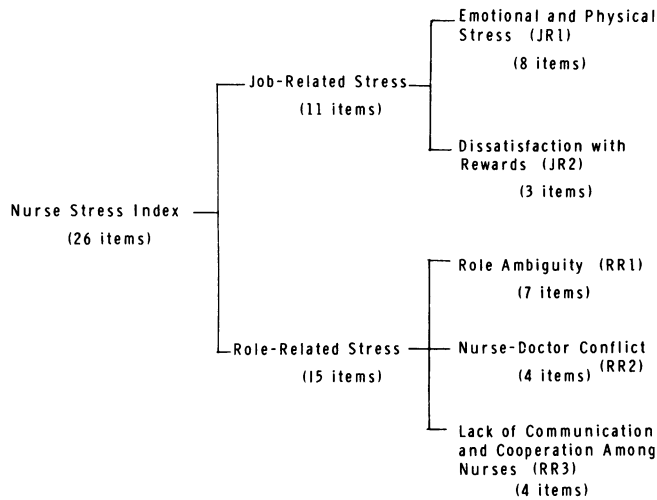 Emotional and Physical
Stress (JR1)
(8 items)
Job-Related Stress
(11 items)
Dissatisfaction with
Rewards (JR2)
(3 items)
Nurse Stress Index
(26 items)
Role Ambiguity (RR1)
(7 items)
Role-Related Stress
(15 items)
Nurse-Doctor Conflict
(RR2)
(4 items)
Lack of Communication
and Cooperation Among
Nurses (RR3)
(4 items)